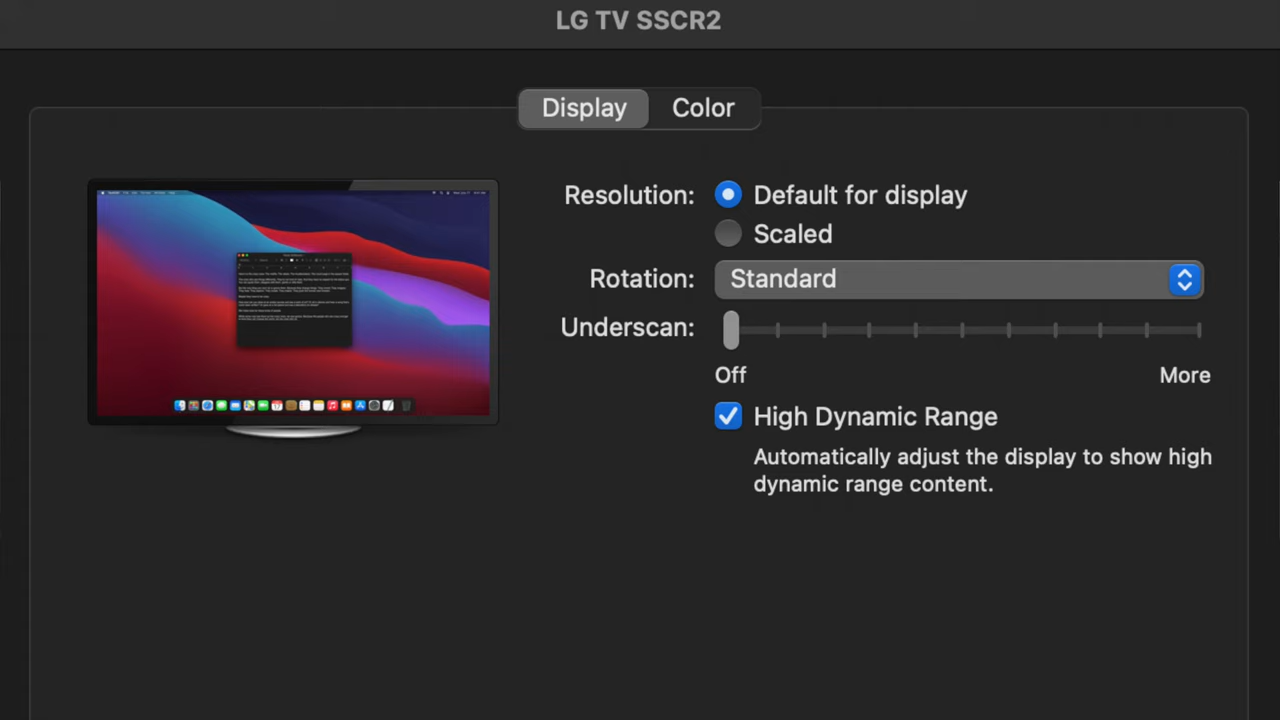 LG TV SSCR2
Display Color
Resolution: Default for display
Scaled
Rotation: Standard
Underscan:
Off More
High Dynamic Range
Automatically adjust the display to show high
dynamic range content.